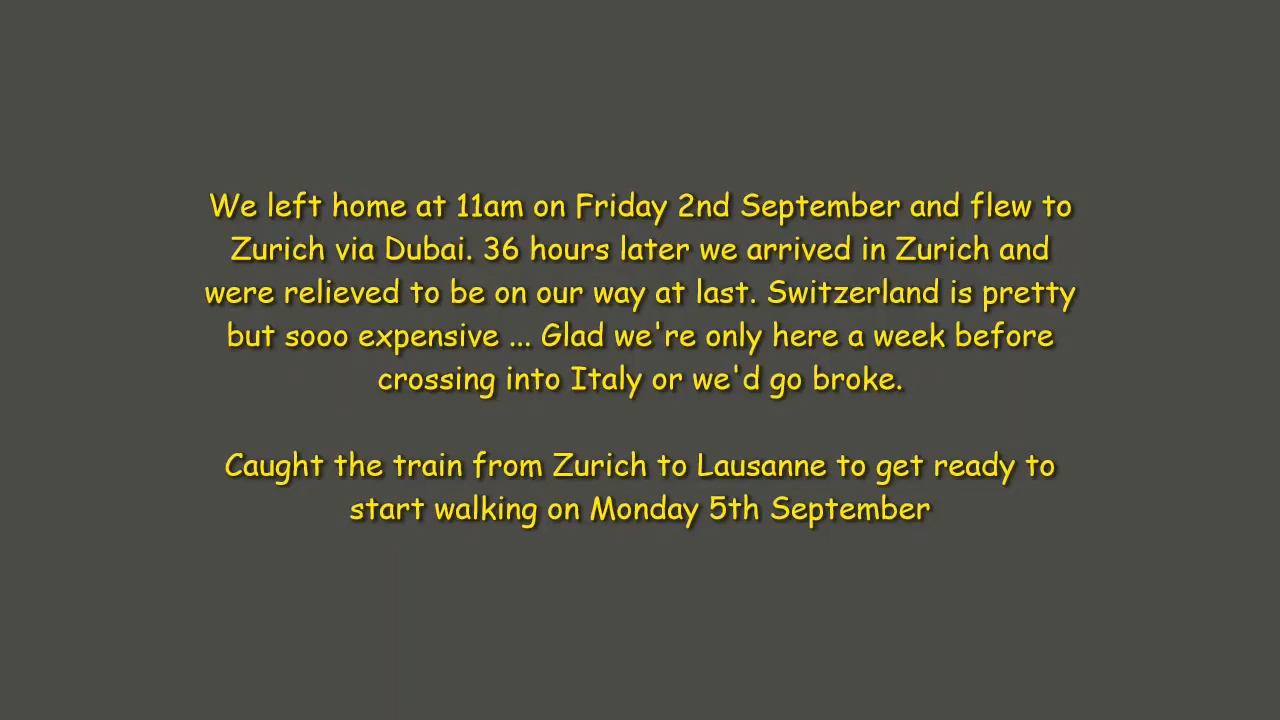 We left home at 11am on Friday 2nd September and flew to
Zurich via Dubai. 36 hours later we arrived in Zurich and
were relieved to be on our way at last. Switzerland is pretty
but sooo expensive ... Glad we're only here a week before
crossing into Italy or we'd go broke.
Caught the train from Zurich to Lausanne to get ready to
start walking on Monday 5th September